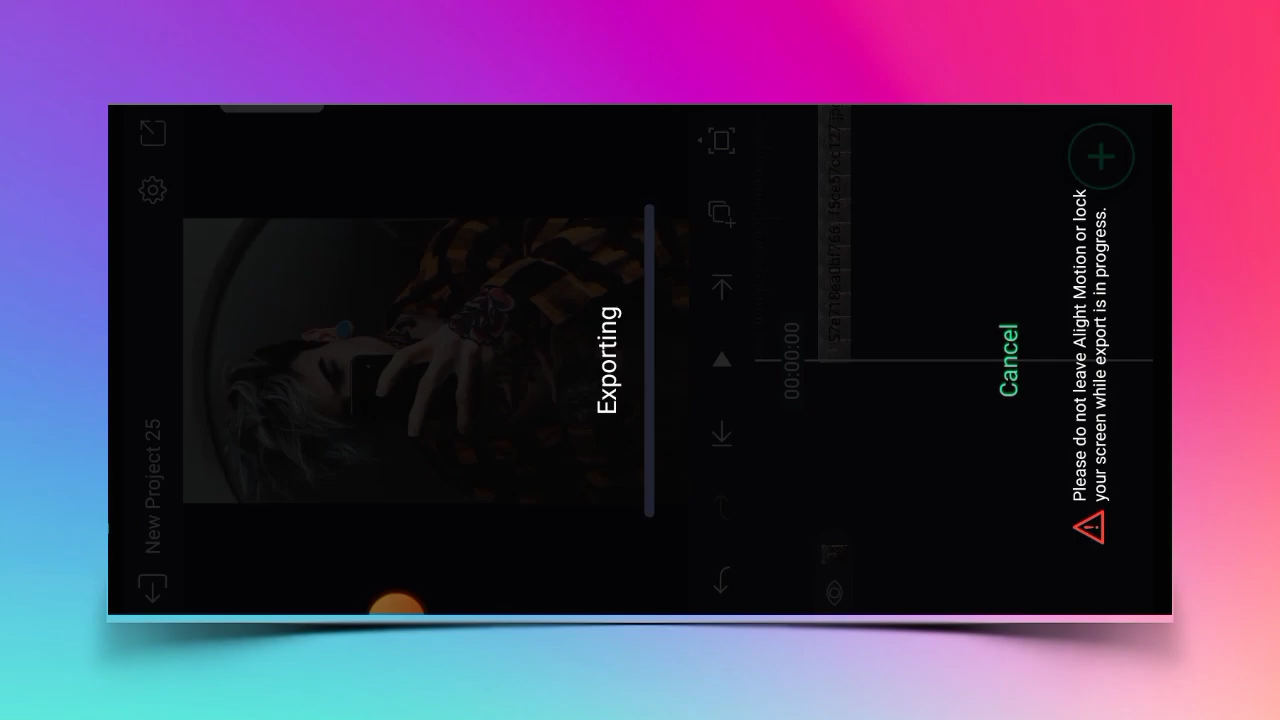 New Project 25
Exporting
00:00:00
Cancel
Please do not leave Alight Motion or lock
your screen while export is in progress.